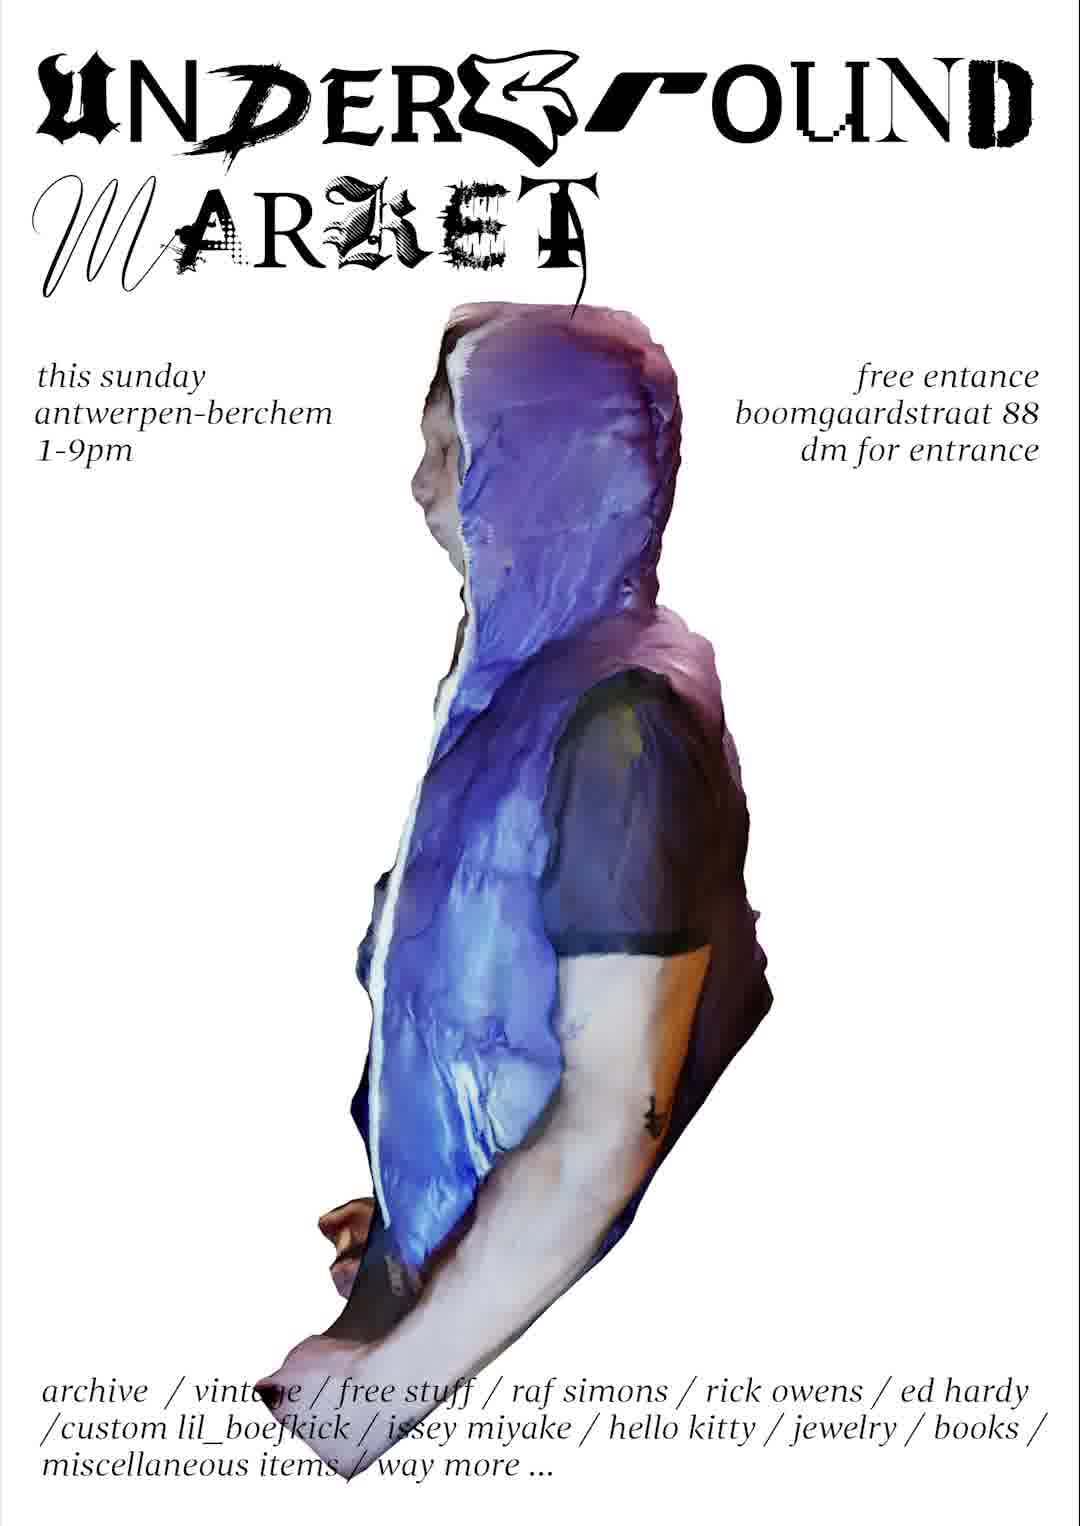 UNDERGrOUND
MARKET
this sunday
antwerpen-berchem
1-9pm
free entance
boomgaardstraat 88
dm for entrance
archive / vintage / free stuff / raf simons / rick owens / ed hardy
/custom lil_boefkick / issey miyake / hello kitty / jewelry / books /
miscellaneous items / way more ...